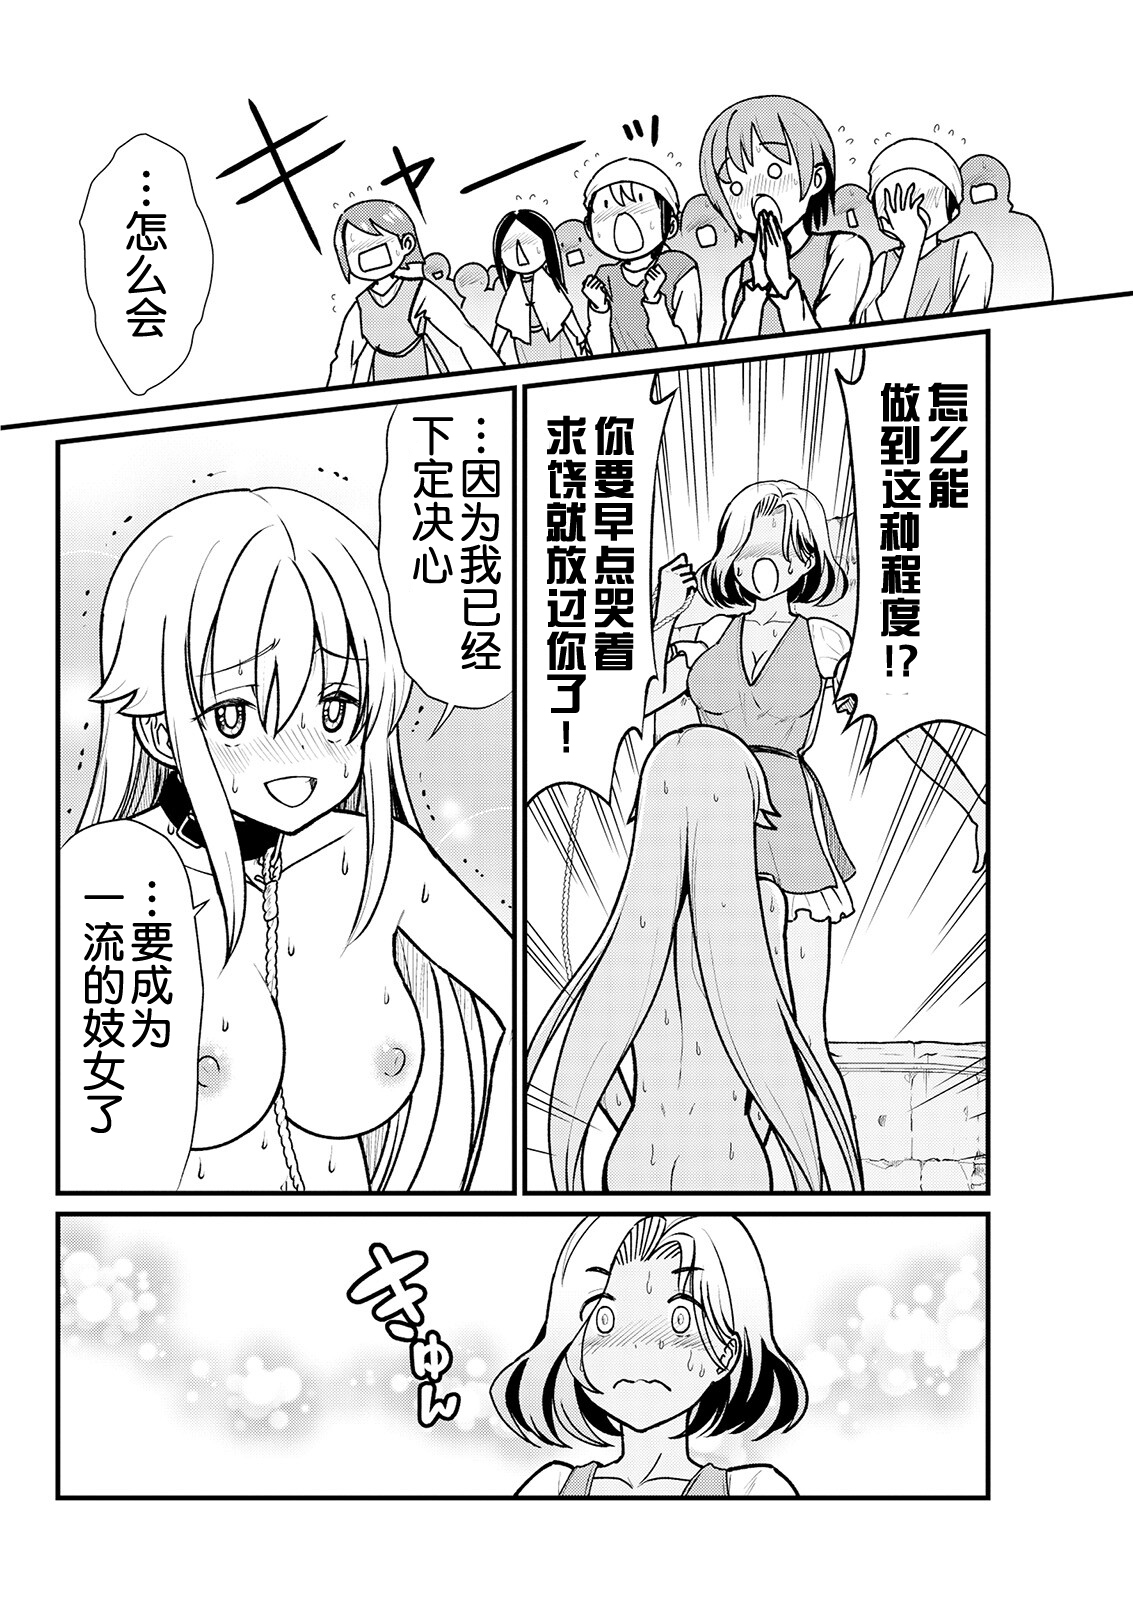 キャーッ
…怎么会
怎么能
做到这种程度!?
你要早点哭着
求饶就放过你了！
…因为我已经
下定决心
…要成为
一流的妓女了
きゅん